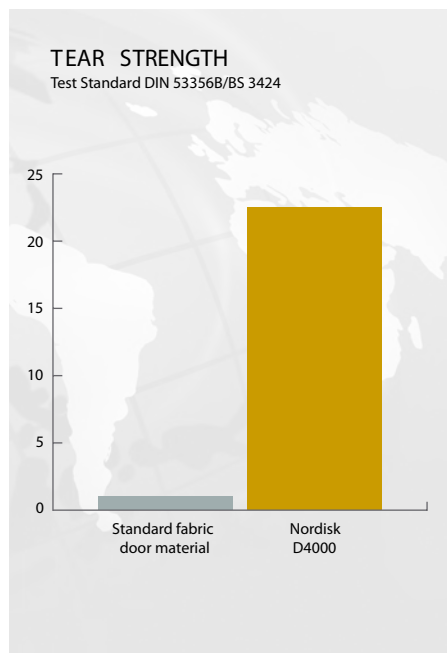 TEAR STRENGTH
Test Standard DIN 53356B/BS 3424
25
20
15
10
5
0
Standard fabric
door material
Nordisk
D4000